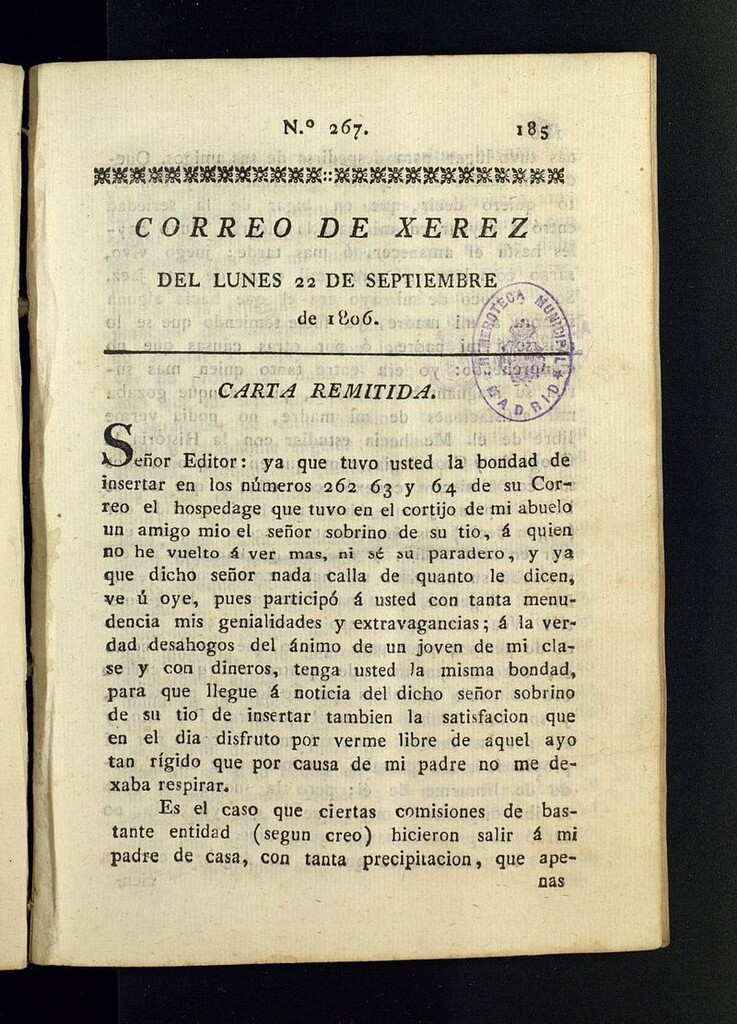 N.º 267.
185
CORREO DE XEREZ
DEL LUNES 22 DE SEPTIEMBRE
de 1806.
HEMEROTECA MUNICIPAL
MADRID
CARTA REMITIDA.
Señor Editor: ya que tuvo usted la bondad de
insertar en los números 262 63 y 64 de su Cor-
reo el hospedage que tuvo en el cortijo de mi abuelo
un amigo mio el señor sobrino de su tio, á quien
no he vuelto á ver mas, ni sé su paradero, y ya
que dicho señor nada calla de quanto le dicen,
ve ú oye, pues participó á usted con tanta menu-
dencia mis genialidades y extravagancias; á la ver-
dad desahogos del ánimo de un joven de mi cla-
se y con dineros, tenga usted la misma bondad,
para que llegue á noticia del dicho señor sobrino
de su tio de insertar tambien la satisfacion que
en el dia disfruto por verme libre de aquel ayo
tan rígido que por causa de mi padre no me de-
xaba respirar.
Es el caso que ciertas comisiones de bas-
tante entidad (segun creo) hicieron salir á mi
padre de casa, con tanta precipitacion, que ape-
nas